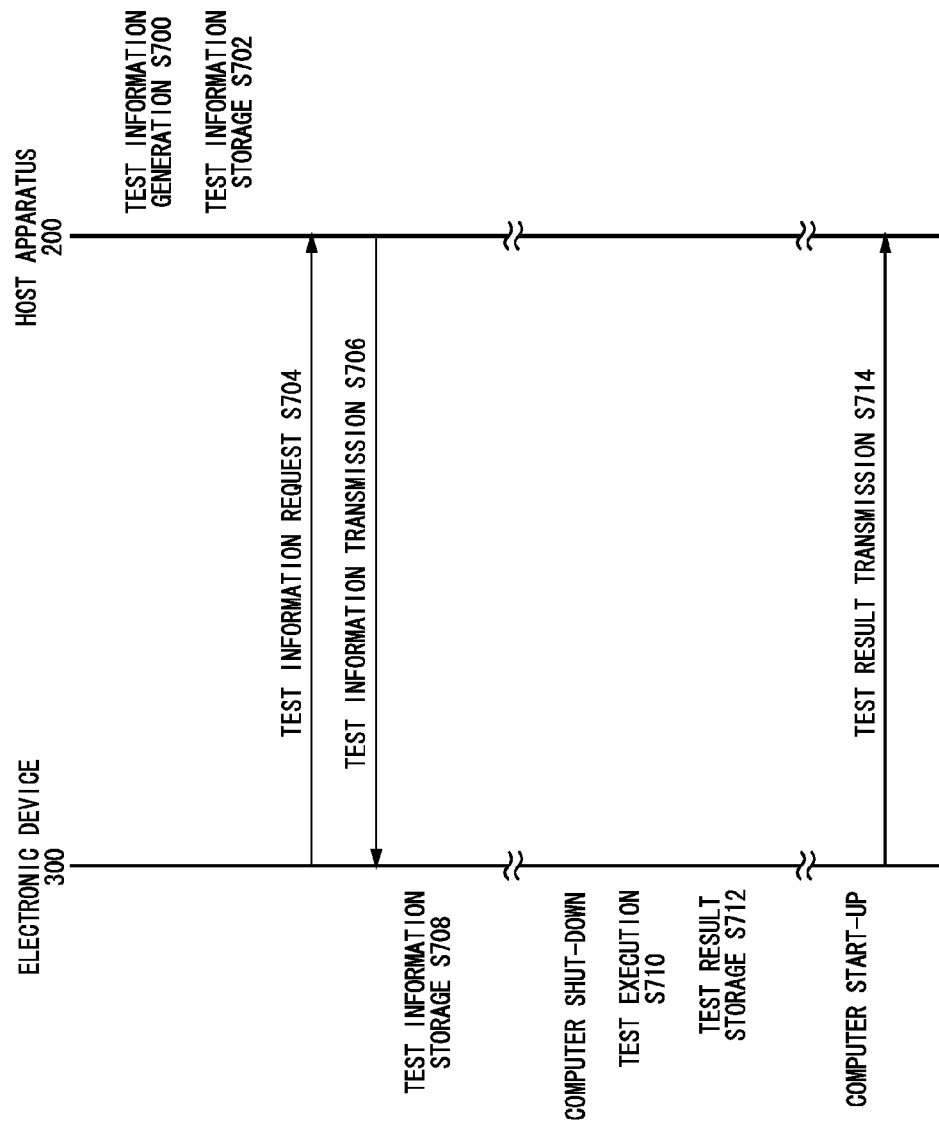 ELECTRONIC DEVICE
300
HOST APPARATUS
200
TEST INFORMATION
GENERATION S700
TEST INFORMATION
STORAGE S702
TEST INFORMATION REQUEST S704
TEST INFORMATION TRANSMISSION S706
TEST INFORMATION
STORAGE S708
COMPUTER SHUT-DOWN
TEST EXECUTION
S710
TEST RESULT
STORAGE S712
COMPUTER START-UP
TEST RESULT TRANSMISSION S714